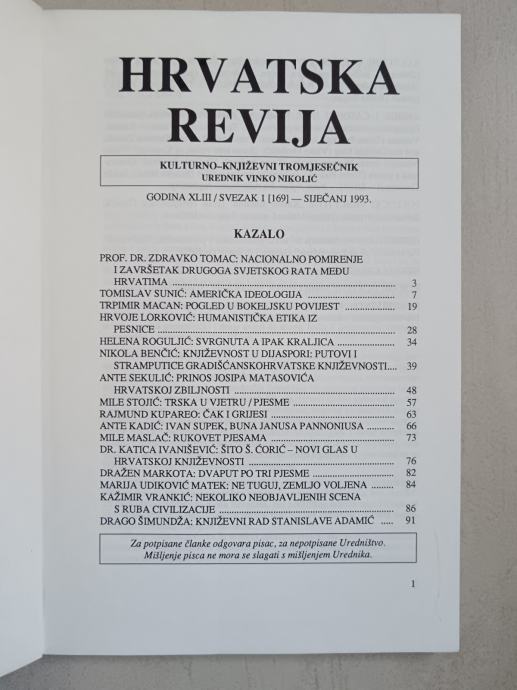 HRVATSKA
REVIJA
KULTURNO–KNJIŽEVNI TROMJESEČNIK
UREDNIK VINKO NIKOLIĆ
GODINA XLIII / SVEZAK 1 [169] — SIJEČANJ 1993.
KAZALO
PROF. DR. ZDRAVKO TOMAC: NACIONALNO POMIRENJE
I ZAVRŠETAK DRUGOGA SVJETSKOG RATA MEĐU
HRVATIMA ........ 3
TOMISLAV SUNIĆ: AMERIČKA IDEOLOGIJA ........ 7
TRPIMIR MACAN: POGLED U BOKELJSKU POVIJEST ........ 19
HRVOJE LORKOVIĆ: HUMANISTIČKA ETIKA IZ
PESNICE ........ 28
HELENA ROGULJIĆ: SVRGNUTA A IPAK KRALJICA ........ 34
NIKOLA BENČIĆ: KNJIŽEVNOST U DIJASPORI: PUTOVI I
STRAMPUTICE GRADIŠĆANSKOHRVATSKE KNJIŽEVNOSTI.... 39
ANTE SEKULIĆ: PRINOS JOSIPA MATASOVIĆA
HRVATSKOJ ZBILJNOSTI ........ 48
MILE STOJIĆ: TRSKA U VJETRU / PJESME ........ 57
RAJMUND KUPAREO: ČAK I GRIJESI ........ 63
ANTE KADIĆ: IVAN SUPEK, BUNA JANUSA PANNONIUSA ........ 66
MILE MASLAČ: RUKOVET PJESAMA ........ 73
DR. KATICA IVANIŠEVIĆ: ŠITO Š. ĆORIĆ – NOVI GLAS U
HRVATSKOJ KNJIŽEVNOSTI ........ 76
DRAŽEN MARKOTA: DVAPUT PO TRI PJESME ........ 82
MARIJA UDIKOVIĆ MATEK: NE TUGUJ, ZEMLJO VOLJENA ........ 84
KAŽIMIR VRANKIĆ: NEKOLIKO NEOBJAVLJENIH SCENA
S RUBA CIVILIZACIJE ........ 86
DRAGO ŠIMUNDŽA: KNJIŽEVNI RAD STANISLAVE ADAMIĆ ..... 91
Za potpisane članke odgovara pisac, za nepotpisane Uredništvo.
Mišljenje pisca ne mora se slagati s mišljenjem Urednika.
1